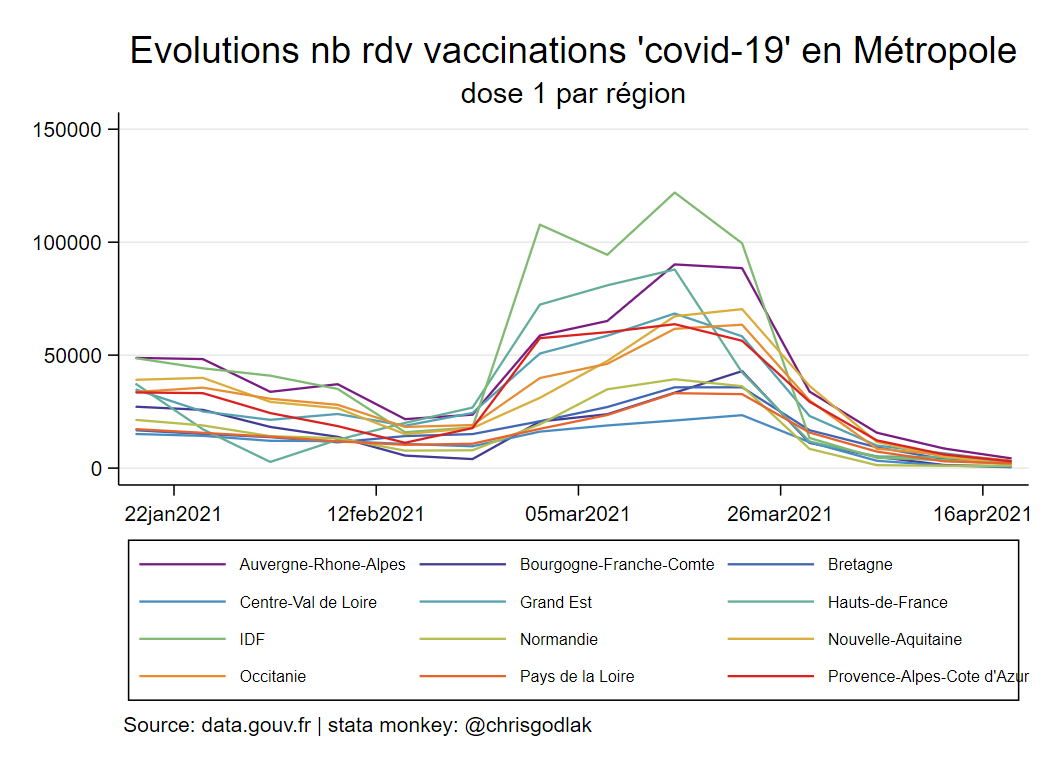 Evolutions nb rdv vaccinations 'covid-19' en Métropole
dose 1 par région
150000
100000
50000
0
22jan2021 12feb2021 05mar2021 26mar2021 16apr2021
Auvergne-Rhone-Alpes Bourgogne-Franche-Comte Bretagne
Centre-Val de Loire Grand Est Hauts-de-France
IDF Normandie Nouvelle-Aquitaine
Occitanie Pays de la Loire Provence-Alpes-Cote d'Azur
Source: data.gouv.fr | stata monkey: @chrisgodlak